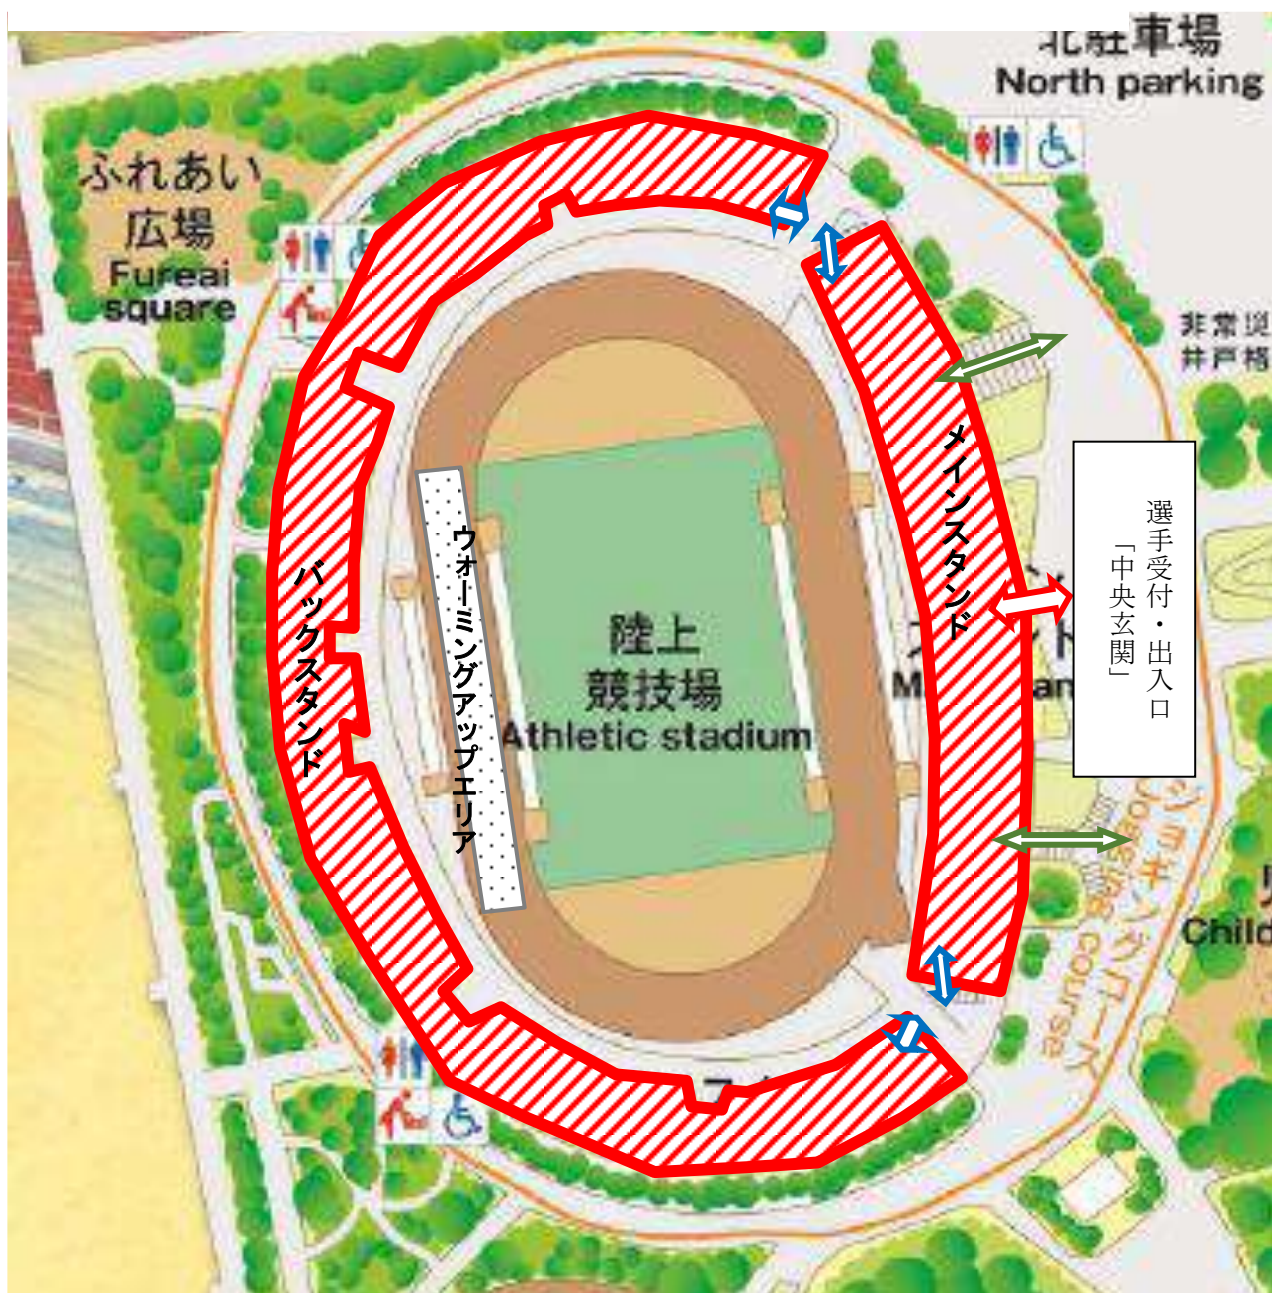 北駐車場
North parking
ふれあい
広場
Fureai
square
非常災
井戸格
メインスタンド
選手受付・出入口
「中央玄関」
ウォーミングアップエリア
バックスタンド
陸上
競技場
Athletic stadium
ジョギングコード
Jogging course
Child